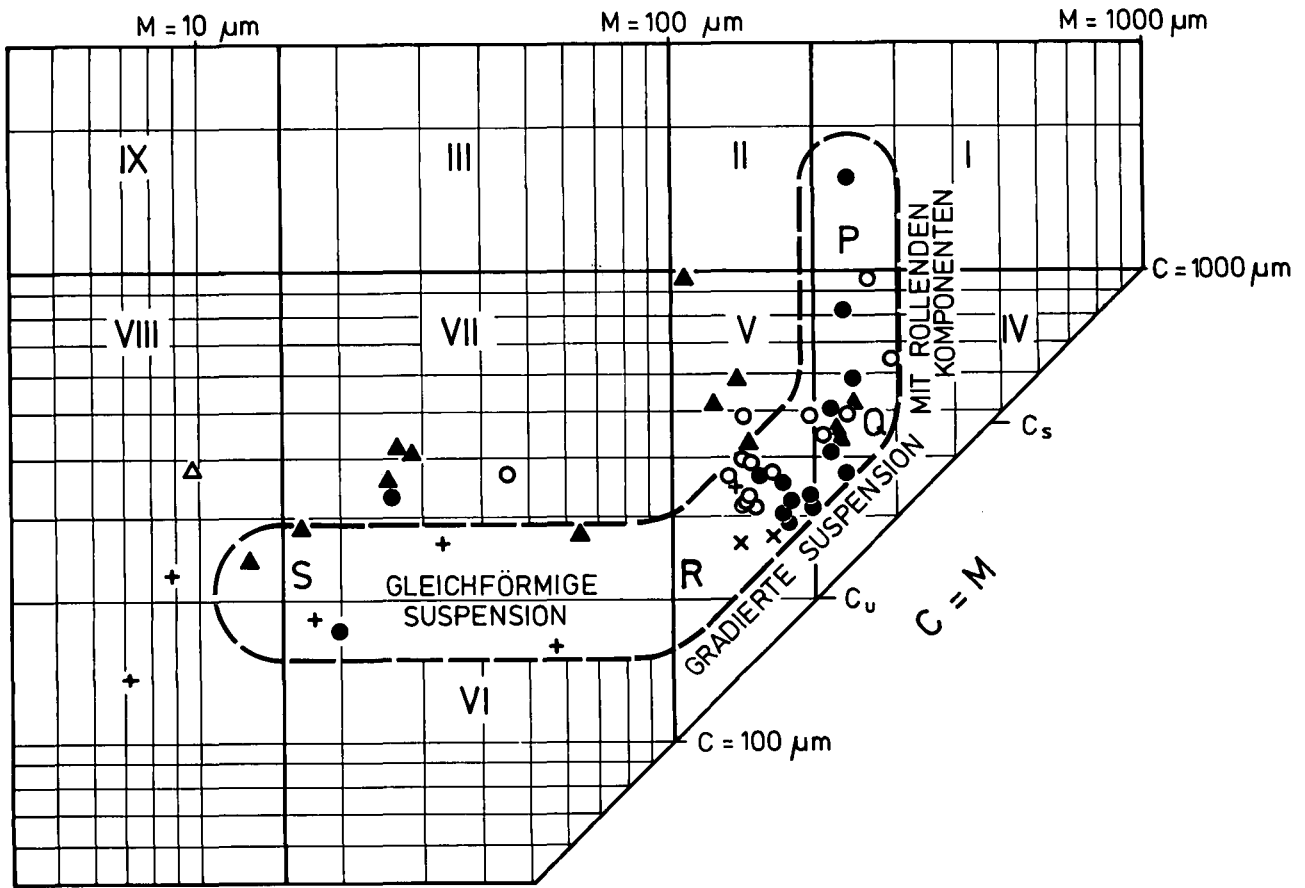 M = 10 µm
M = 100 µm
M = 1000 µm
IX
III
II
I
P
MIT ROLLENDEN
KOMPONENTEN
C = 1000 µm
VIII
VII
V
IV
Q
Cs
S
GLEICHFÖRMIGE
SUSPENSION
R
GRADIERTE SUSPENSION
Cu
C = M
VI
C = 100 µm